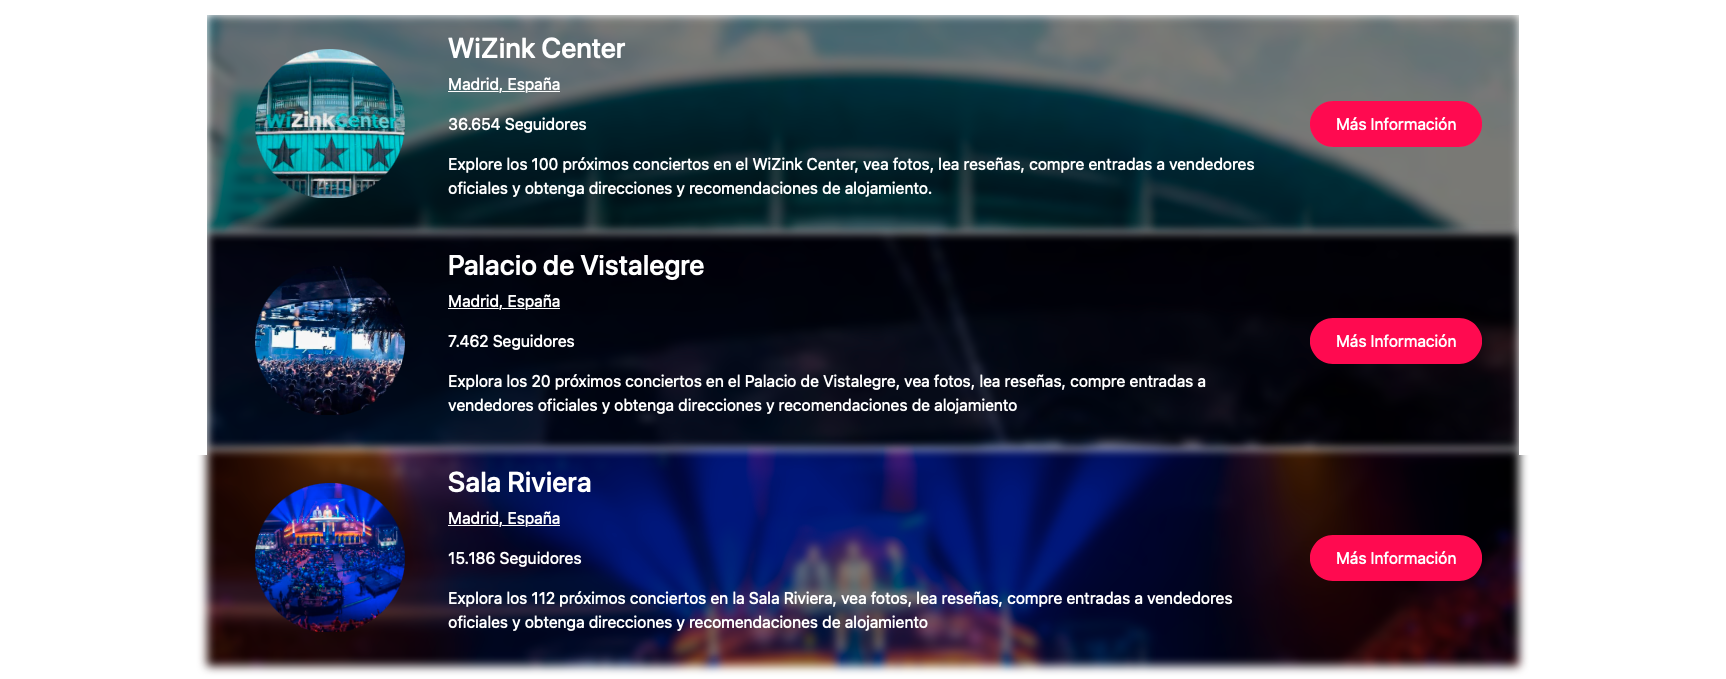 WiZink Center
Madrid, España
WiZinkCenter
36.654 Seguidores
Más Información
Explore los 100 próximos conciertos en el WiZink Center, vea fotos, lea reseñas, compre entradas a vendedores
oficiales y obtenga direcciones y recomendaciones de alojamiento.
Palacio de Vistalegre
Madrid, España
7.462 Seguidores
Más Información
Explora los 20 próximos conciertos en el Palacio de Vistalegre, vea fotos, lea reseñas, compre entradas a
vendedores oficiales y obtenga direcciones y recomendaciones de alojamiento
Sala Riviera
Madrid, España
15.186 Seguidores
Más Información
Explora los 112 próximos conciertos en la Sala Riviera, vea fotos, lea reseñas, compre entradas a vendedores
oficiales y obtenga direcciones y recomendaciones de alojamiento